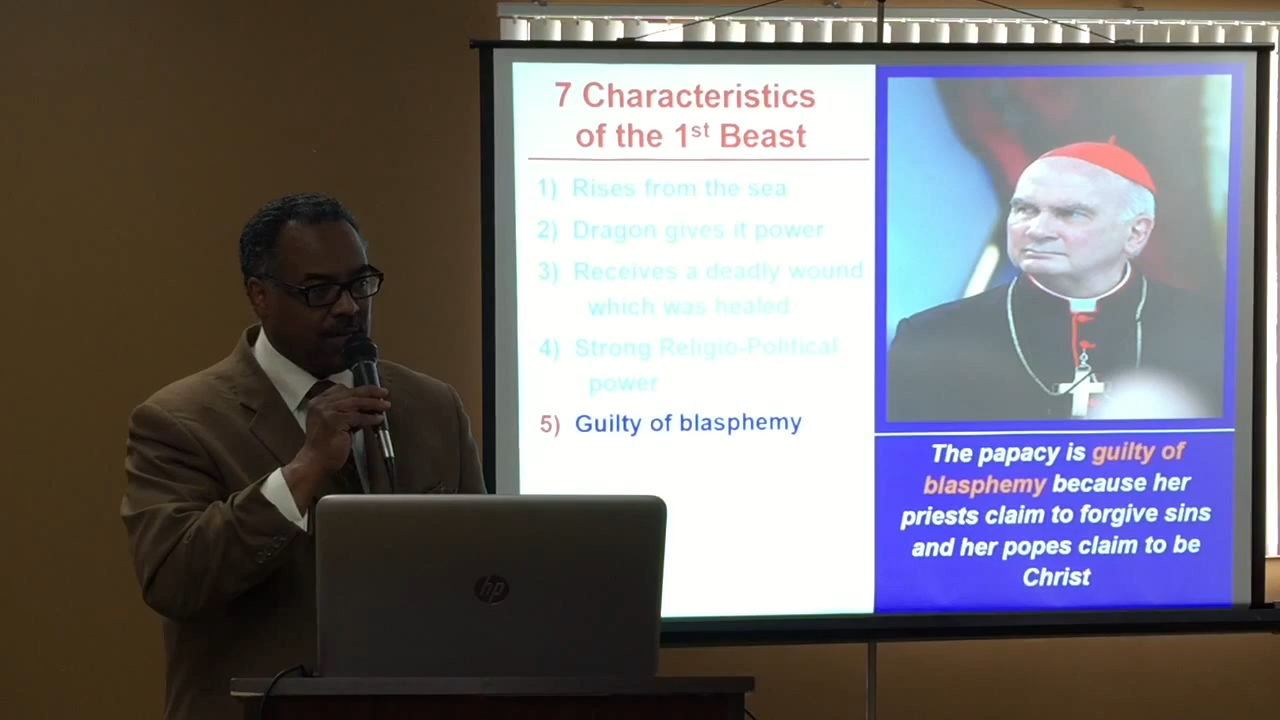 7 Characteristics
of the 1st Beast
1) Rises from the sea
2) Dragon gives it power
3) Receives a deadly wound
which was healed
4) Strong Religio-Political
power
5) Guilty of blasphemy
The papacy is guilty of
blasphemy because her
priests claim to forgive sins
and her popes claim to be
Christ
hp